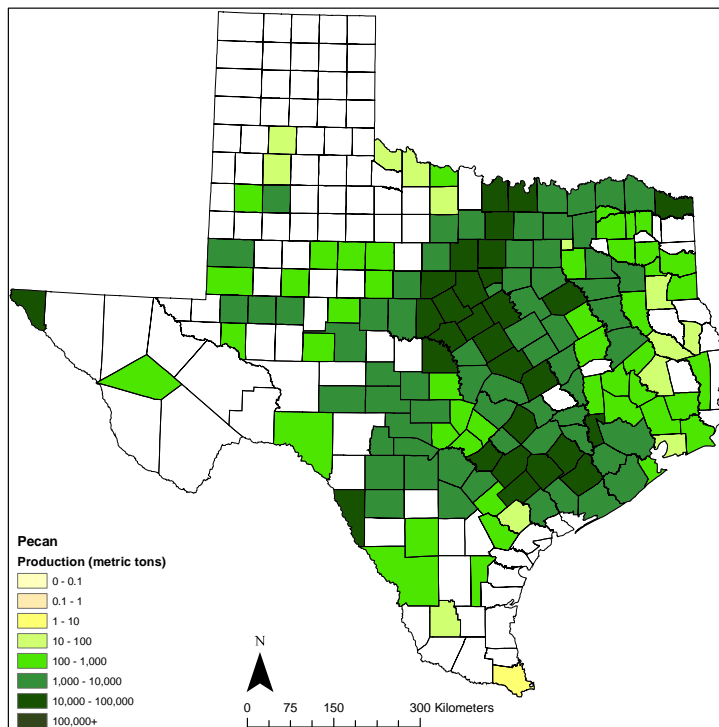 Pecan
Production (metric tons)
0 - 0.1
0.1 - 1
1 - 10
10 - 100
100 - 1,000
1,000 - 10,000
10,000 - 100,000
100,000+
N
0 75 150 300 Kilometers